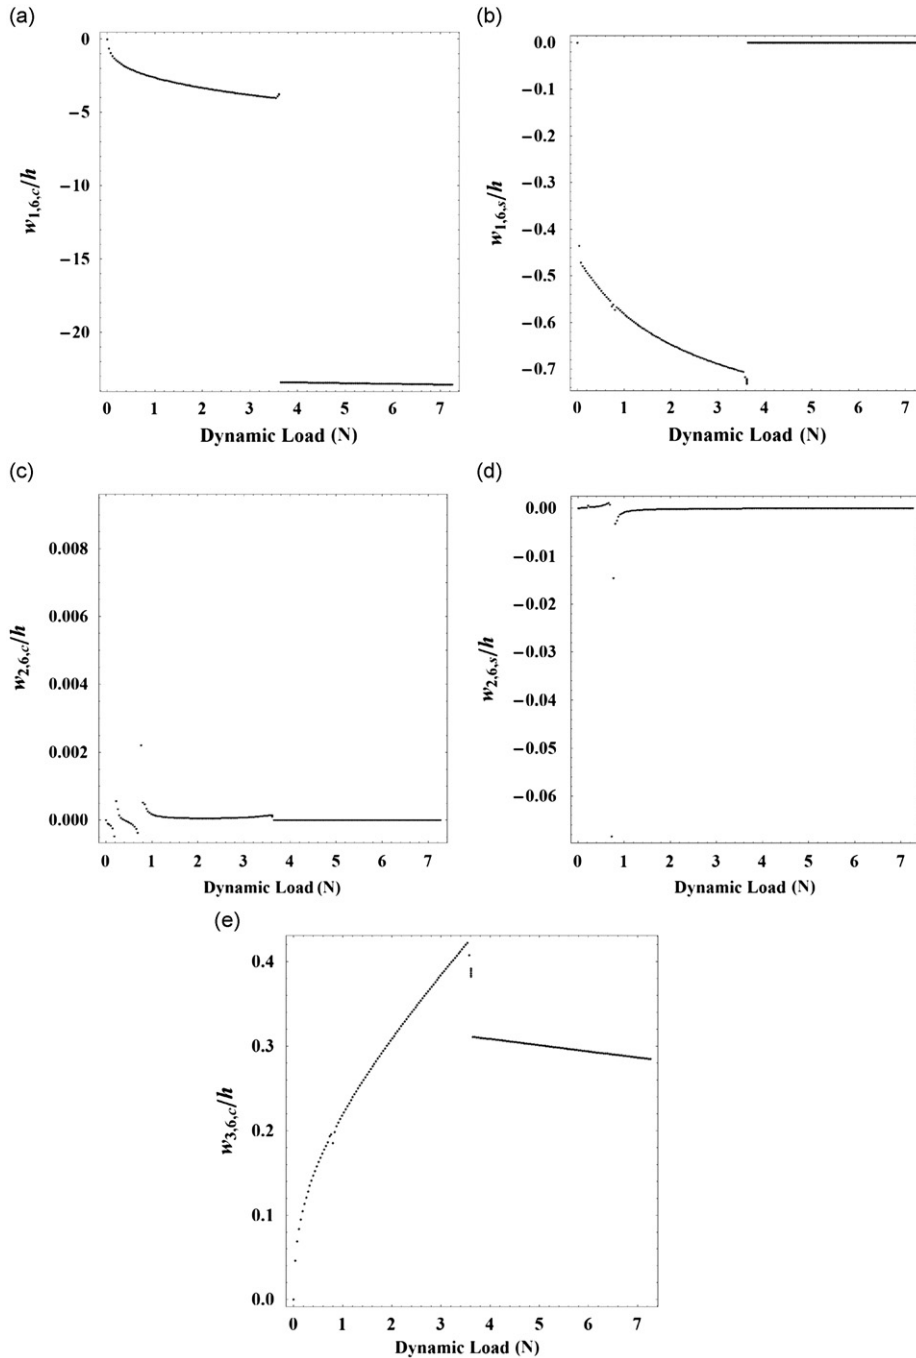 (a)
0
−5
−10
−15
−20
w1,6,c/h
0 1 2 3 4 5 6 7
Dynamic Load (N)
(b)
0.0
−0.1
−0.2
−0.3
−0.4
−0.5
−0.6
−0.7
w1,6,s/h
0 1 2 3 4 5 6 7
Dynamic Load (N)
(c)
0.008
0.006
0.004
0.002
0.000
w2,6,c/h
0 1 2 3 4 5 6 7
Dynamic Load (N)
(d)
0.00
−0.01
−0.02
−0.03
−0.04
−0.05
−0.06
w2,6,s/h
0 1 2 3 4 5 6 7
Dynamic Load (N)
(e)
0.4
0.3
0.2
0.1
0.0
w3,6,c/h
0 1 2 3 4 5 6 7
Dynamic Load (N)